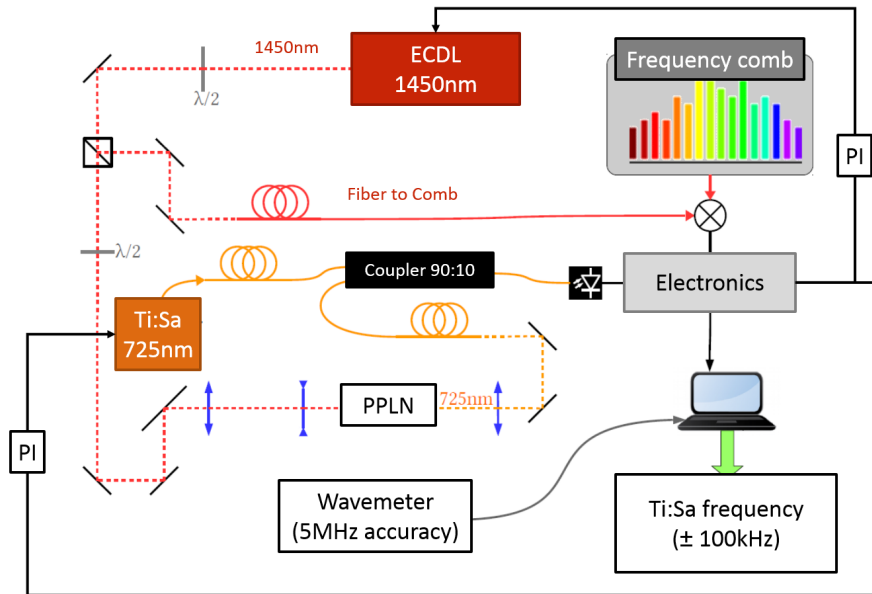 1450nm
ECDL
1450nm
Frequency comb
λ/2
PI
Fiber to Comb
λ/2
Coupler 90:10
Electronics
Ti:Sa
725nm
PPLN
725nm
PI
Wavemeter
(5MHz accuracy)
Ti:Sa frequency
(± 100kHz)